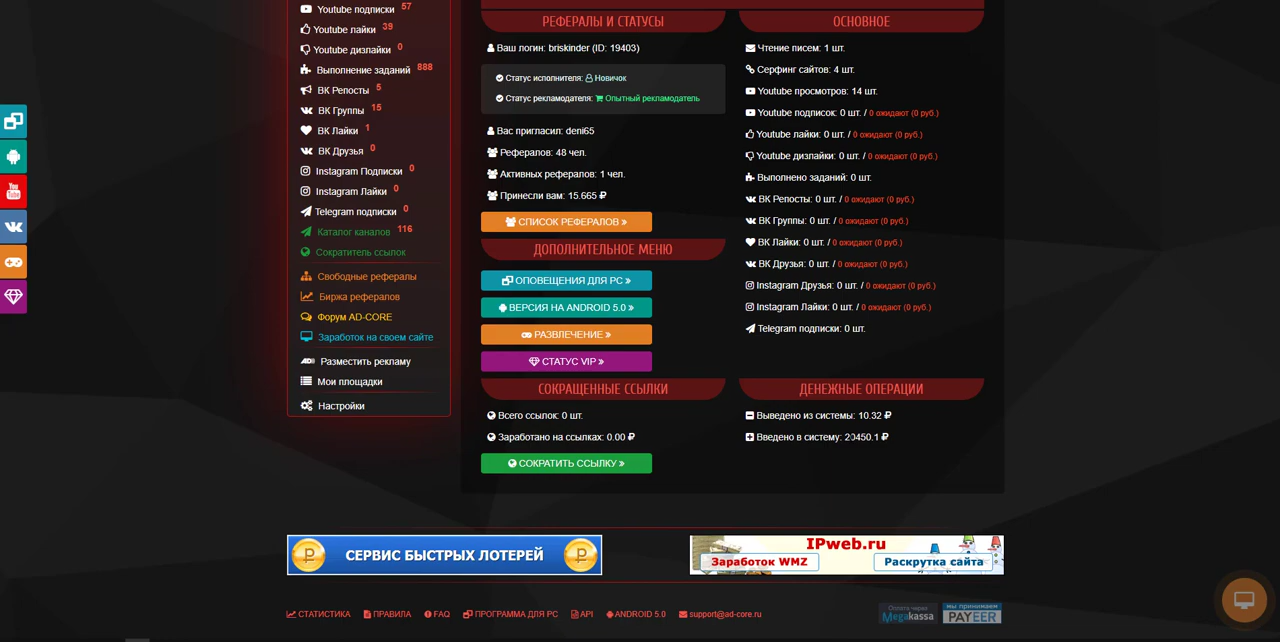 Youtube подписки 57
Youtube лайки 39
Youtube дизлайки 0
Выполнение заданий 888
ВК Репосты 5
ВК Группы 15
ВК Лайки 1
ВК Друзья 0
Instagram Подписки 0
Instagram Лайки 0
Telegram подписки 0
Каталог каналов 116
Сократитель ссылок
Свободные рефералы
Биржа рефералов
Форум AD-CORE
Заработок на своем сайте
Разместить рекламу
Мои площадки
Настройки
You Tube
РЕФЕРАЛЫ И СТАТУСЫ
Ваш логин: briskinder (ID: 19403)
Статус исполнителя: Новичок
Статус рекламодателя: Опытный рекламодатель
Вас пригласил: deni65
Рефералов: 48 чел.
Активных рефералов: 1 чел.
Принесли вам: 15.665 ₽
СПИСОК РЕФЕРАЛОВ »
ДОПОЛНИТЕЛЬНОЕ МЕНЮ
ОПОВЕЩЕНИЯ ДЛЯ PC »
ВЕРСИЯ НА ANDROID 5.0 »
РАЗВЛЕЧЕНИЕ »
СТАТУС VIP »
СОКРАЩЕННЫЕ ССЫЛКИ
Всего ссылок: 0 шт.
Заработано на ссылках: 0.00 ₽
СОКРАТИТЬ ССЫЛКУ »
ОСНОВНОЕ
Чтение писем: 1 шт.
Серфинг сайтов: 4 шт.
Youtube просмотров: 14 шт.
Youtube подписок: 0 шт. / 0 ожидают (0 руб.)
Youtube лайки: 0 шт. / 0 ожидают (0 руб.)
Youtube дизлайки: 0 шт. / 0 ожидают (0 руб.)
Выполнено заданий: 0 шт.
ВК Репосты: 0 шт. / 0 ожидают (0 руб.)
ВК Группы: 0 шт. / 0 ожидают (0 руб.)
ВК Лайки: 0 шт. / 0 ожидают (0 руб.)
ВК Друзья: 0 шт. / 0 ожидают (0 руб.)
Instagram Друзья: 0 шт. / 0 ожидают (0 руб.)
Instagram Лайки: 0 шт. / 0 ожидают (0 руб.)
Telegram подписки: 0 шт.
ДЕНЕЖНЫЕ ОПЕРАЦИИ
Выведено из системы: 10.32 ₽
Введено в систему: 20450.1 ₽
СЕРВИС БЫСТРЫХ ЛОТЕРЕЙ
IPweb.ru
Заработок WMZ
Раскрутка сайта
СТАТИСТИКА
ПРАВИЛА
FAQ
ПРОГРАММА ДЛЯ PC
API
ANDROID 5.0
support@ad-core.ru
Оплата через
Megakassa
мы принимаем
PAYEER